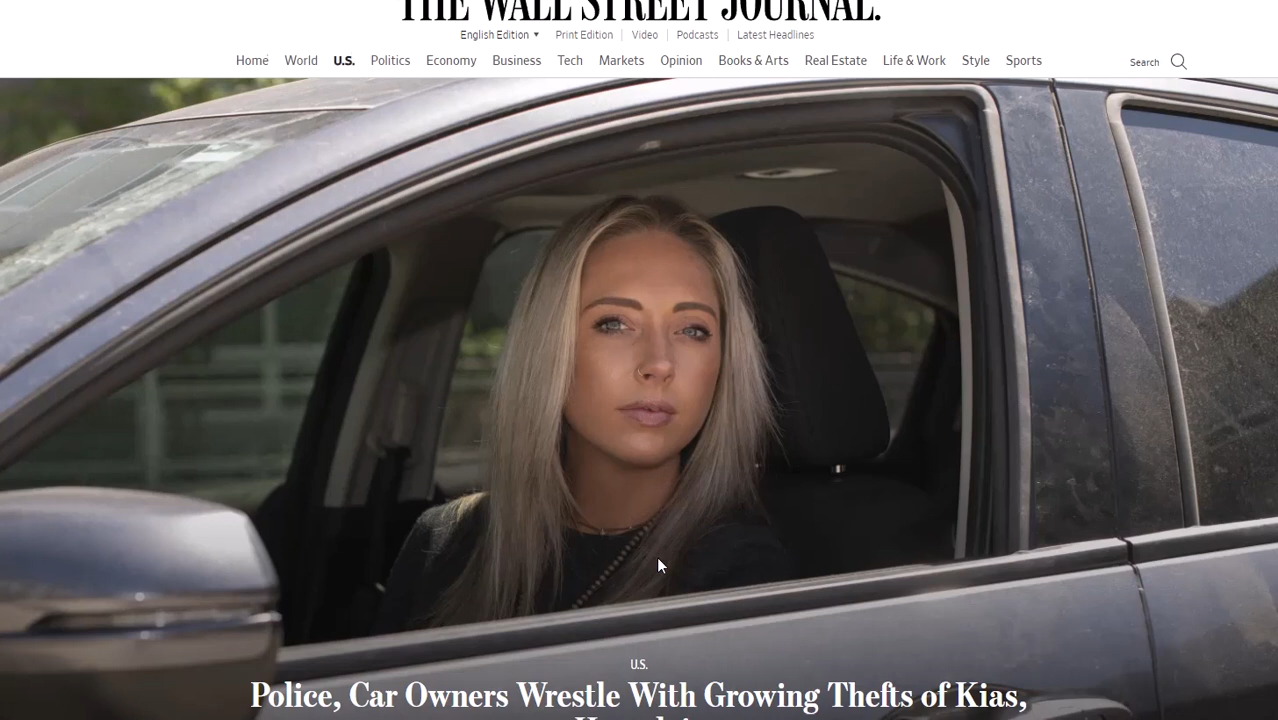 THE WALL STREET JOURNAL.
English Edition
Print Edition
Video
Podcasts
Latest Headlines
Home
World
U.S.
Politics
Economy
Business
Tech
Markets
Opinion
Books & Arts
Real Estate
Life & Work
Style
Sports
Search
U.S.
Police, Car Owners Wrestle With Growing Thefts of Kias,